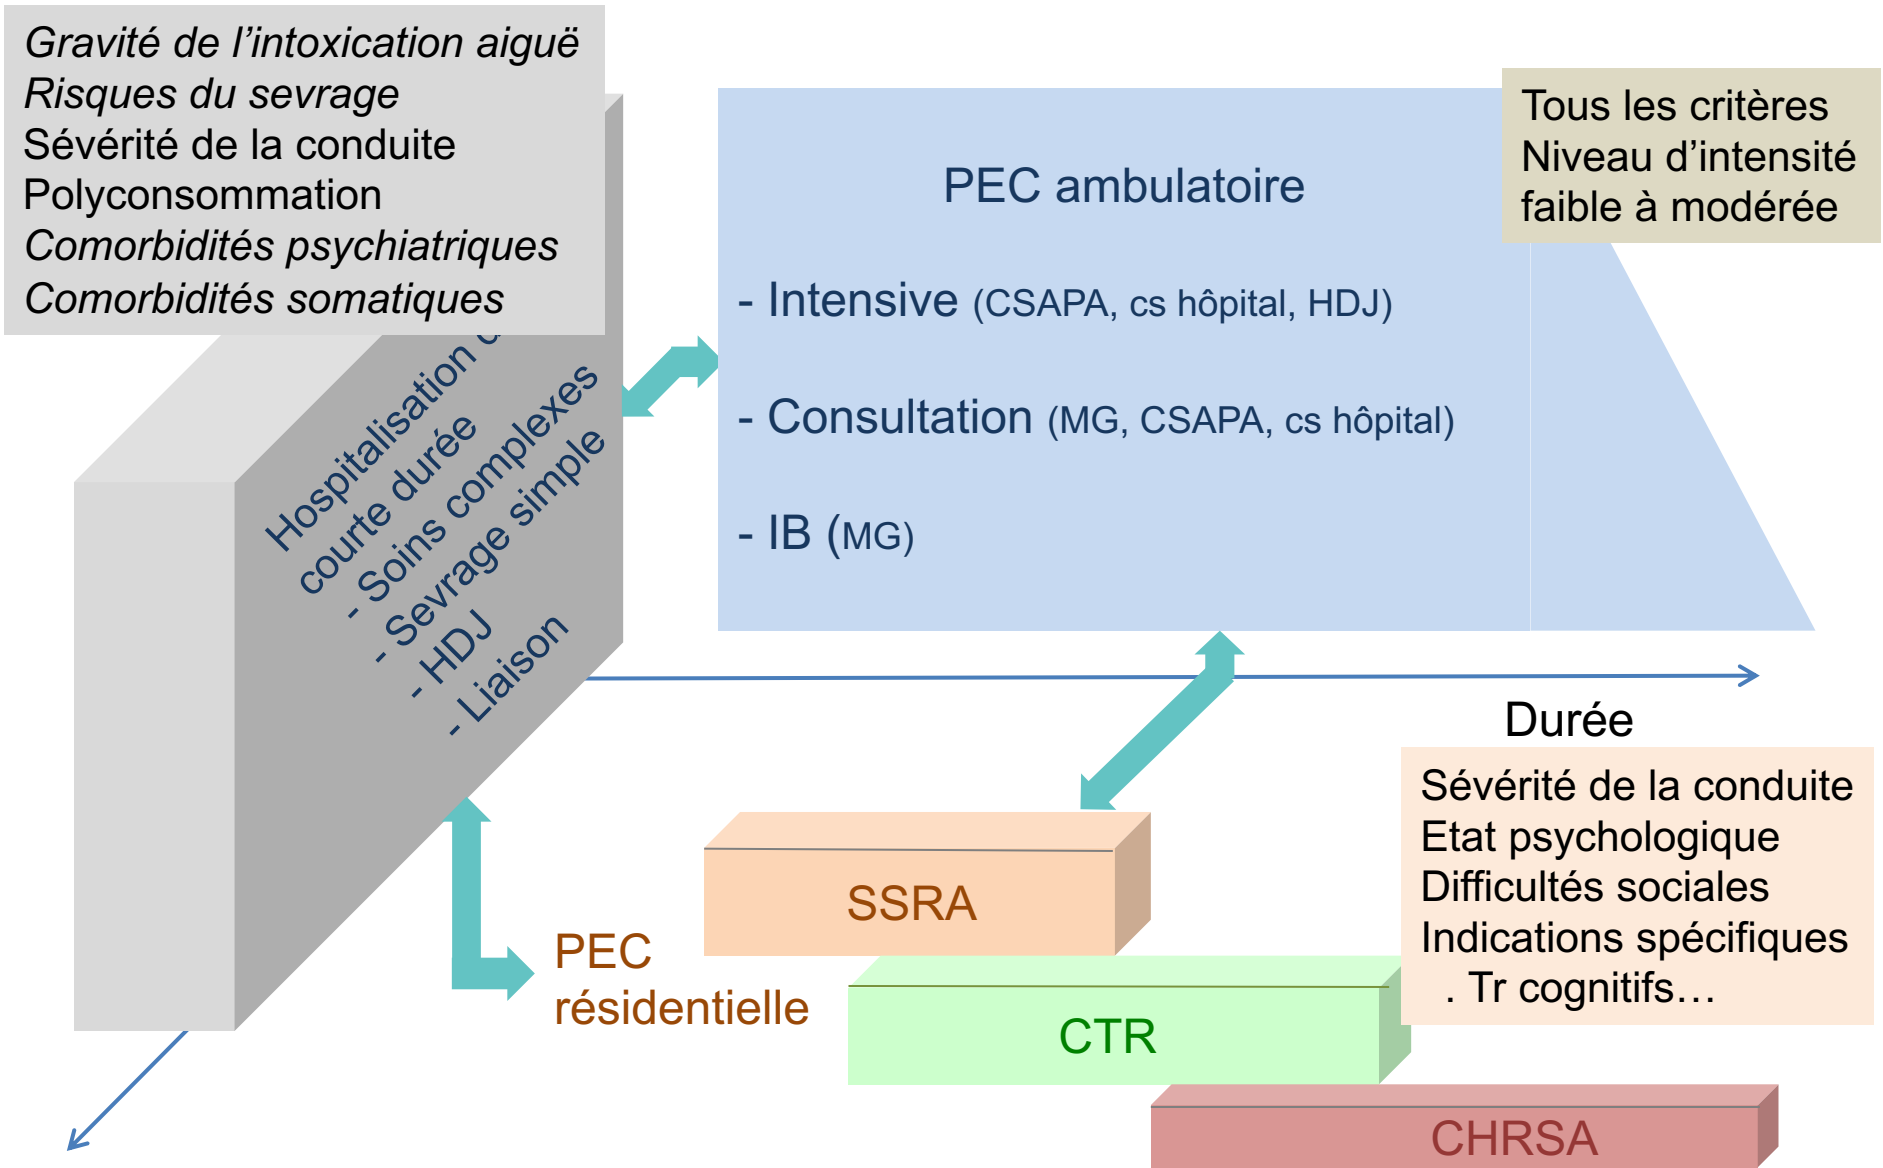 Gravité de l’intoxication aiguë
Risques du sevrage
Sévérité de la conduite
Polyconsommation
Comorbidités psychiatriques
Comorbidités somatiques
Hospitalisation
courte durée
- Soins complexes
- Sevrage simple
- HDJ
- Liaison
PEC ambulatoire
- Intensive (CSAPA, cs hôpital, HDJ)
- Consultation (MG, CSAPA, cs hôpital)
- IB (MG)
Tous les critères
Niveau d’intensité
faible à modérée
Durée
Sévérité de la conduite
Etat psychologique
Difficultés sociales
Indications spécifiques
. Tr cognitifs…
PEC
résidentielle
SSRA
CTR
CHRSA